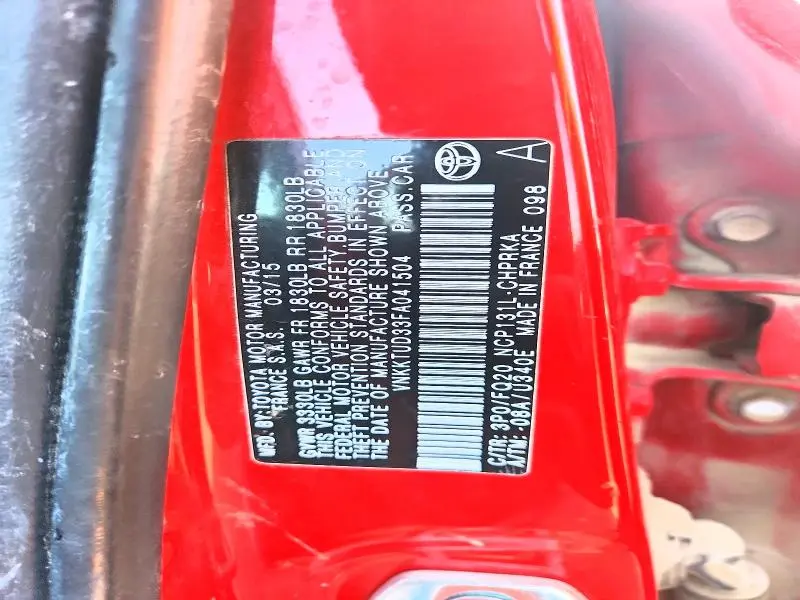 MFD. BY: TOYOTA MOTOR MANUFACTURING
FRANCE S.A.S. 03/15
GVWR 3330LB GAWR FR 1830LB RR 1830LB
THIS VEHICLE CONFORMS TO ALL APPLICABLE
FEDERAL MOTOR VEHICLE SAFETY, BUMPER, AND
THEFT PREVENTION STANDARDS IN EFFECT ON
THE DATE OF MANUFACTURE SHOWN ABOVE.
VNKKTUD33FA041504 PASS.CAR
C/TR: 3P0/FQ20 NCP131L-CHPRKA
A/TM: -08A/U340E MADE IN FRANCE 098
A